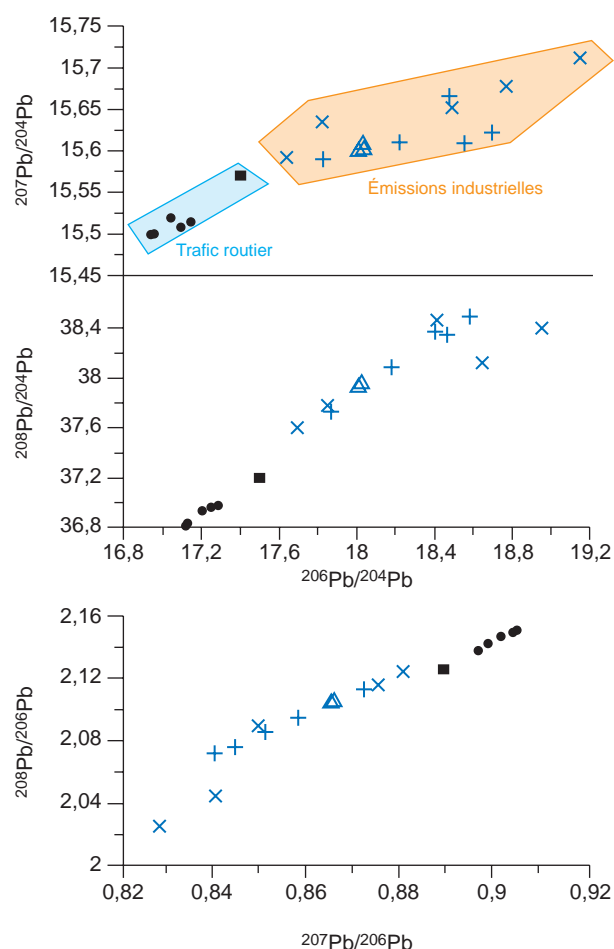 15,75
15,7
15,65
15,6
15,55
15,5
15,45
207Pb/204Pb
Émissions industrielles
Trafic routier
38,4
38
37,6
37,2
36,8
208Pb/204Pb
16,8 17,2 17,6 18 18,4 18,8 19,2
206Pb/204Pb
2,16
2,12
2,08
2,04
2
208Pb/206Pb
0,82 0,84 0,86 0,88 0,9 0,92
207Pb/206Pb